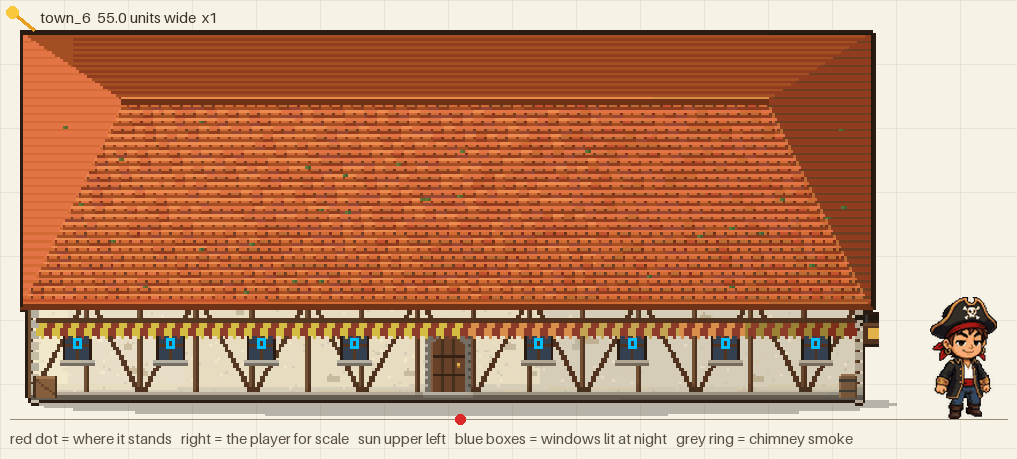 town_6  55.0 units wide  x1
red dot = where it stands   right = the player for scale   sun upper left   blue boxes = windows lit at night   grey ring = chimney smoke